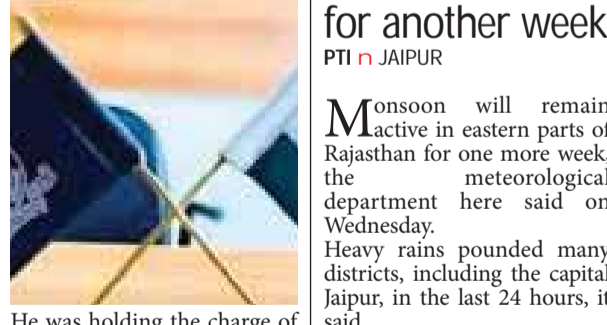 He was holding the charge of
for another week
PTI n JAIPUR
Monsoon will remain
active in eastern parts of
Rajasthan for one more week,
the meteorological
department here said on
Wednesday.
Heavy rains pounded many
districts, including the capital
Jaipur, in the last 24 hours, it
said.